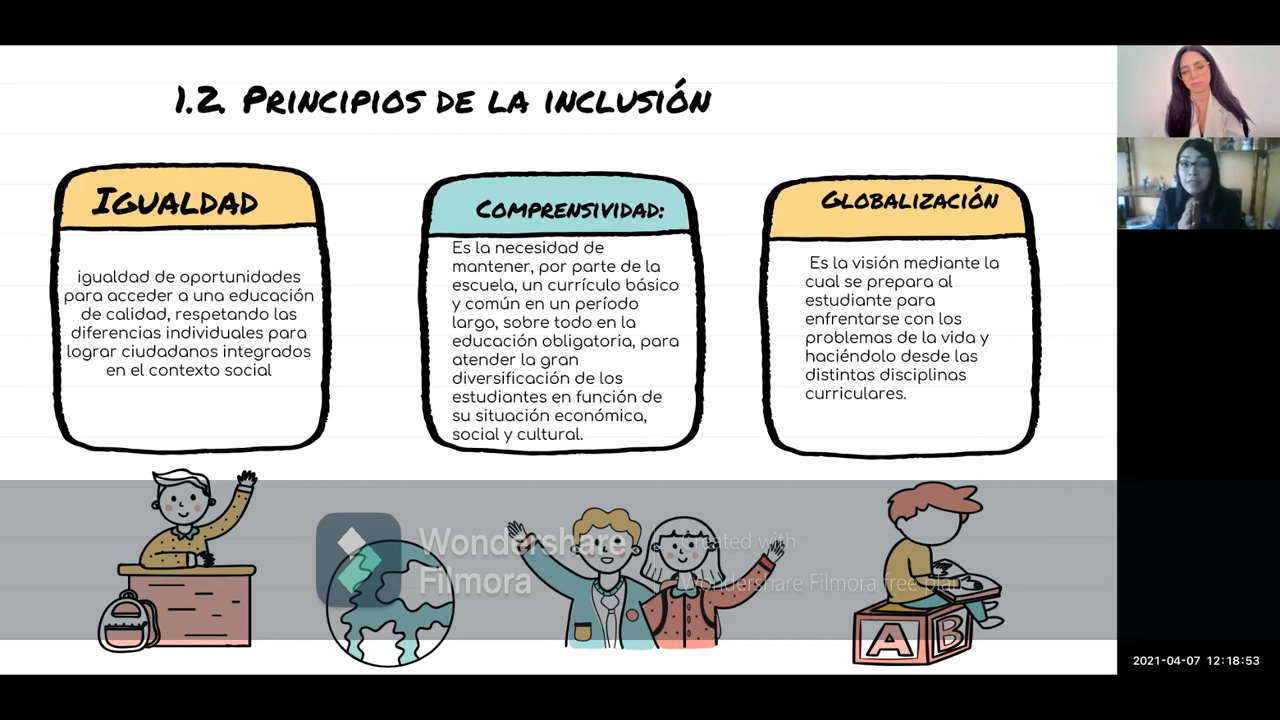 1.2. Principios de la inclusión
Igualdad
igualdad de oportunidades
para acceder a una educación
de calidad, respetando las
diferencias individuales para
lograr ciudadanos integrados
en el contexto social
Comprensividad:
Es la necesidad de
mantener, por parte de la
escuela, un currículo básico
y común en un período
largo, sobre todo en la
educación obligatoria, para
atender la gran
diversificación de los
estudiantes en función de
su situación económica,
social y cultural.
Globalización
Es la visión mediante la
cual se prepara al
estudiante para
enfrentarse con los
problemas de la vida y
haciéndolo desde las
distintas disciplinas
curriculares.
Wondershare
Filmora
Created with
Wondershare Filmora free plan
A B
2021-04-07 12:18:53